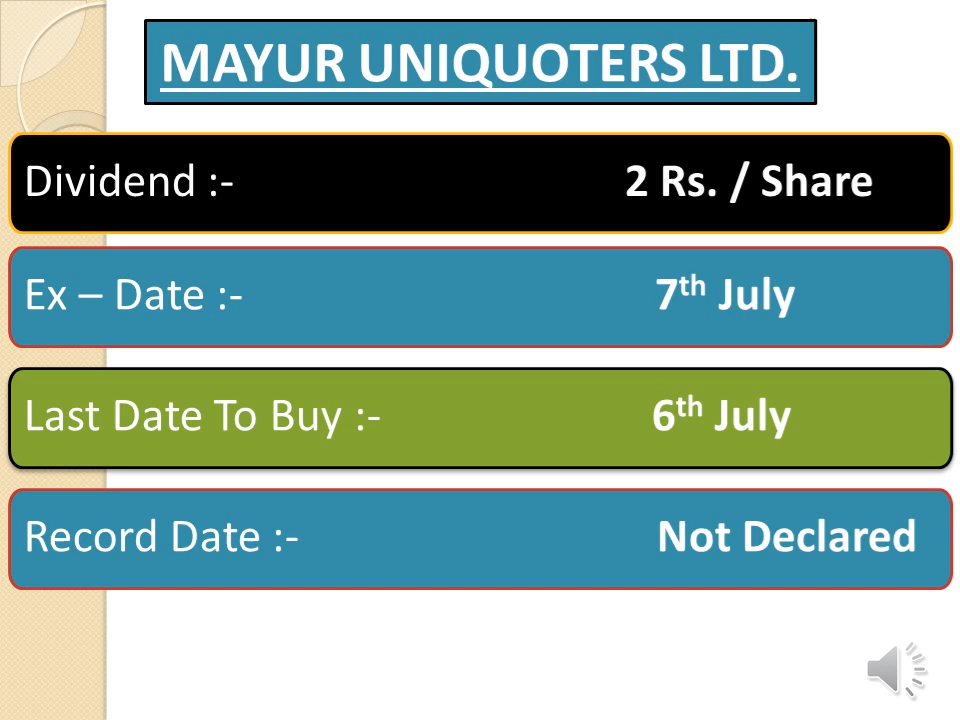 MAYUR UNIQUOTERS LTD.
Dividend :- 2 Rs. / Share
Ex – Date :- 7th July
Last Date To Buy :- 6th July
Record Date :- Not Declared